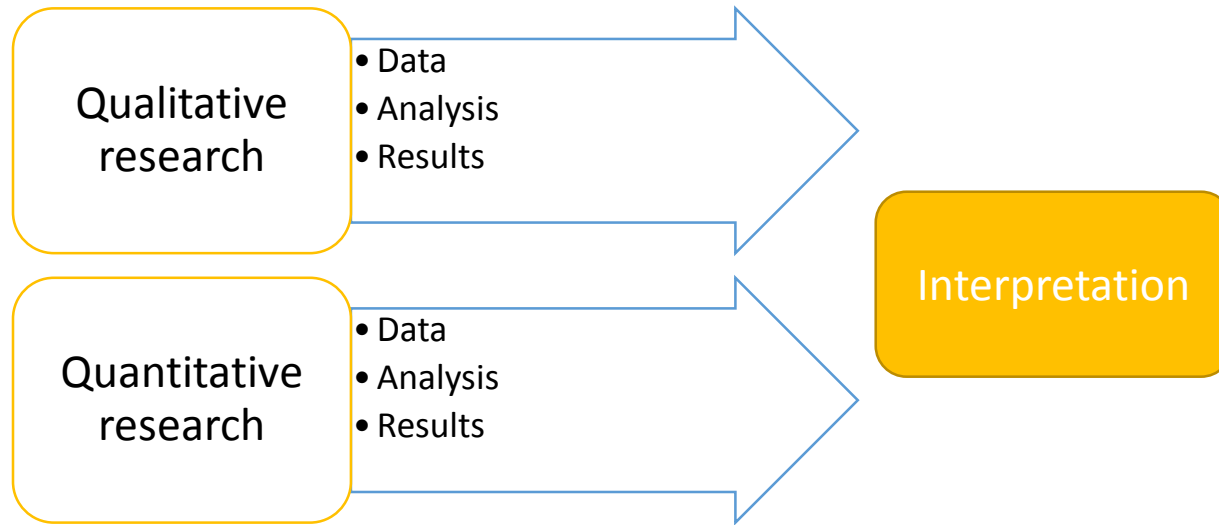 Qualitative
research
• Data
• Analysis
• Results
Interpretation
Quantitative
research
• Data
• Analysis
• Results